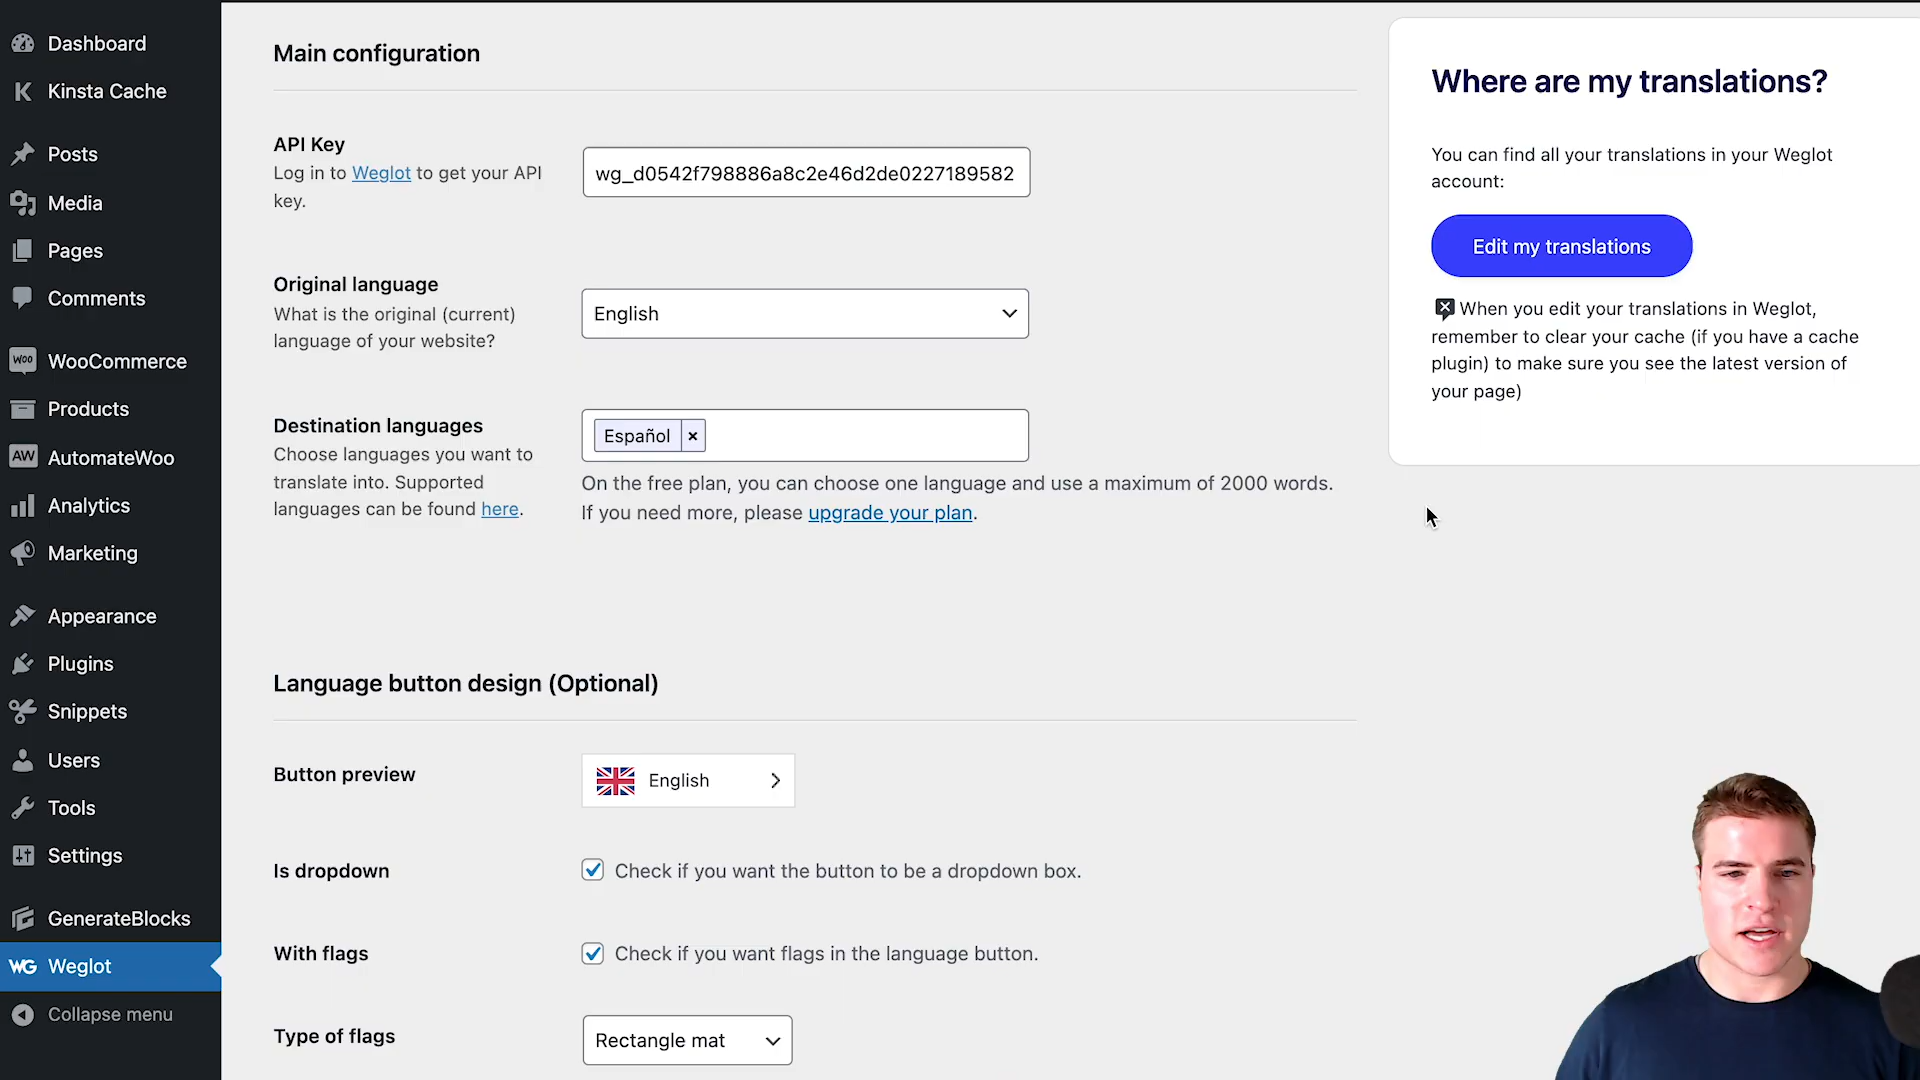 Dashboard
Kinsta Cache
Posts
Media
Pages
Comments
WOO WooCommerce
Products
AW AutomateWoo
Analytics
Marketing
Appearance
Plugins
Snippets
Users
Tools
Settings
GenerateBlocks
WG Weglot
Collapse menu
Main configuration
API Key
Log in to Weglot to get your API
key.
wg_d0542f798886a8c2e46d2de0227189582
Original language
What is the original (current)
language of your website?
English
Destination languages
Choose languages you want to
translate into. Supported
languages can be found here.
Español ×
On the free plan, you can choose one language and use a maximum of 2000 words.
If you need more, please upgrade your plan.
Language button design (Optional)
Button preview
English
Is dropdown
Check if you want the button to be a dropdown box.
With flags
Check if you want flags in the language button.
Type of flags
Rectangle mat
Where are my translations?
You can find all your translations in your Weglot
account:
Edit my translations
When you edit your translations in Weglot,
remember to clear your cache (if you have a cache
plugin) to make sure you see the latest version of
your page)